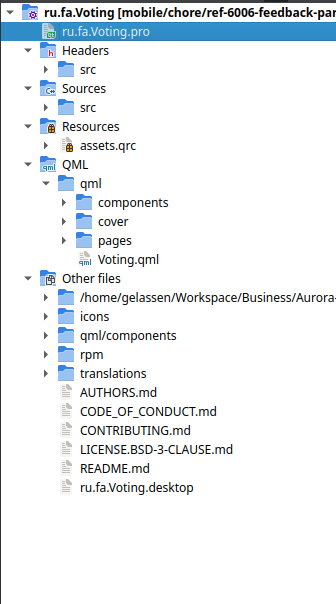 ru.fa.Voting [mobile/chore/ref-6006-feedback-par
ru.fa.Voting.pro
Headers
src
Sources
src
Resources
assets.qrc
QML
qml
components
cover
pages
Voting.qml
Other files
/home/gelassen/Workspace/Business/Aurora-
icons
qml/components
rpm
translations
AUTHORS.md
CODE_OF_CONDUCT.md
CONTRIBUTING.md
LICENSE.BSD-3-CLAUSE.md
README.md
ru.fa.Voting.desktop